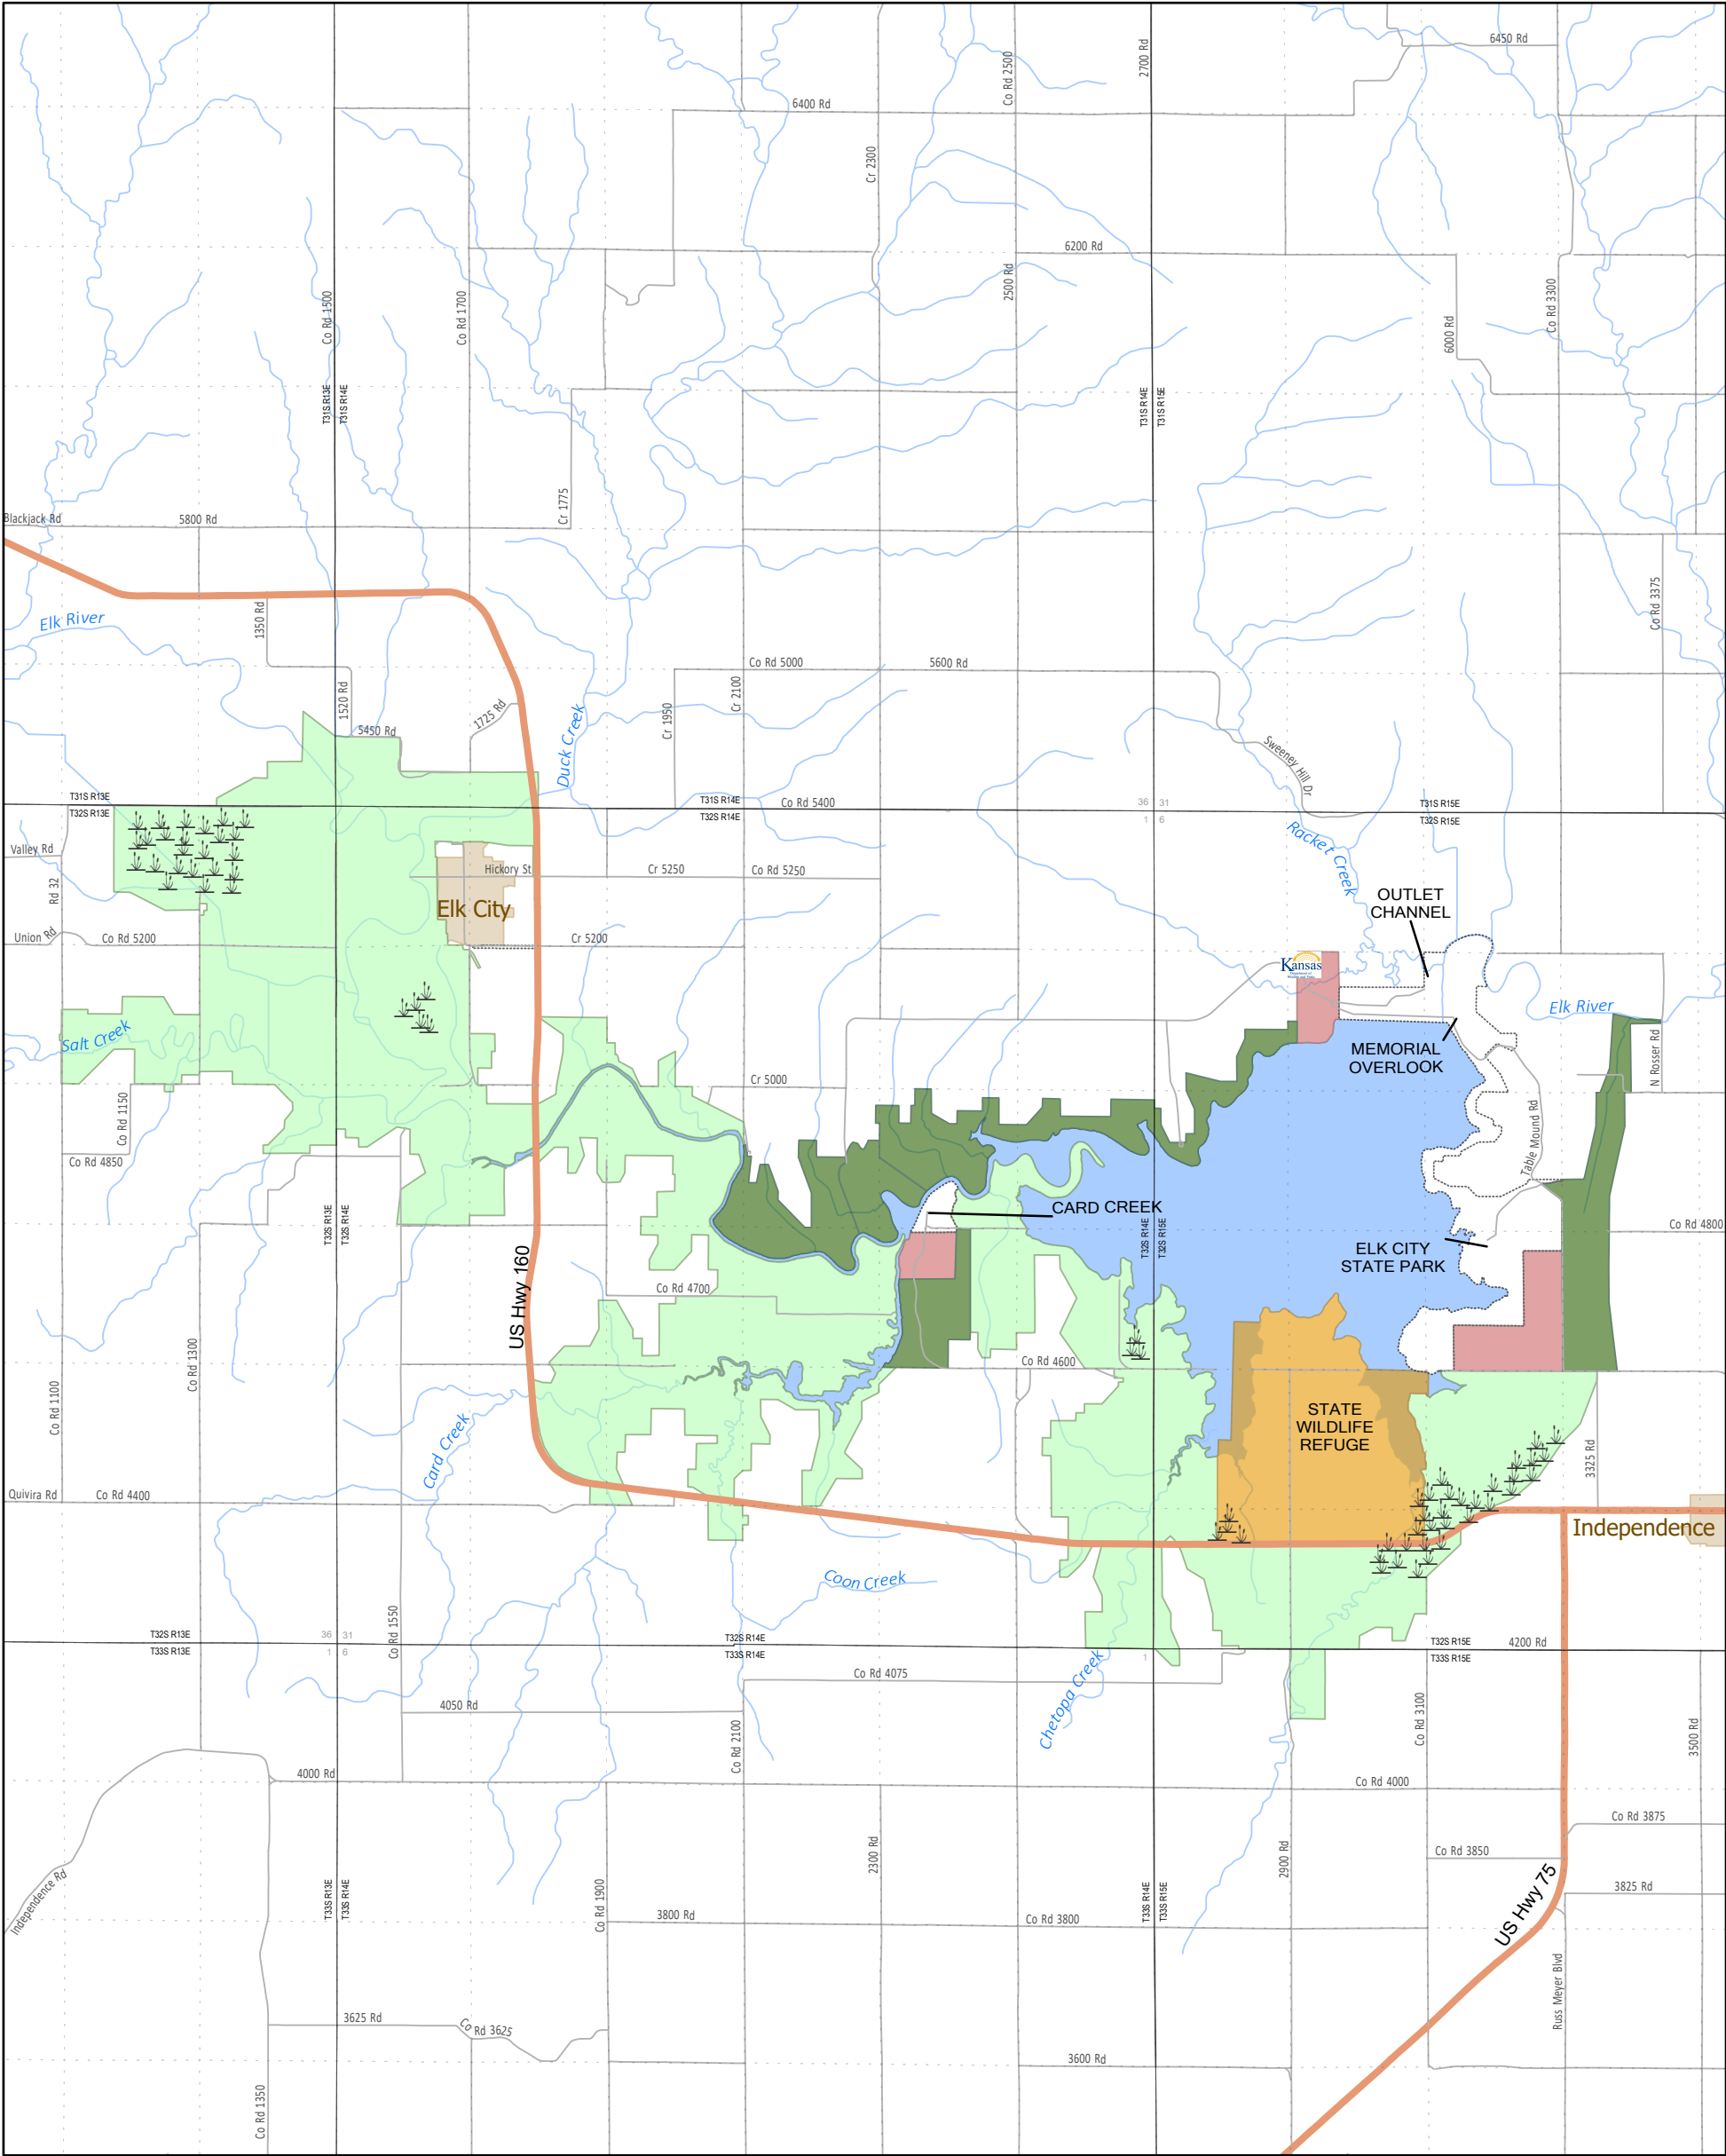 6450 Rd
2700 Rd
Co Rd 2500
6400 Rd
Cr 2300
6200 Rd
2500 Rd
Co Rd 1500
Co Rd 1700
6000 Rd
Co Rd 3300
T31S R13E
T31S R14E
T31S R14E
T31S R15E
Cr 1775
Blackjack Rd
5800 Rd
Co Rd 3375
Elk River
1350 Rd
Co Rd 5000
5600 Rd
1520 Rd
Cr 2100
Cr 1950
1725 Rd
5450 Rd
Duck Creek
Sweeney Hill Dr
T31S R13E
T32S R13E
T31S R14E
T32S R14E
Co Rd 5400
36 31
1 6
T31S R15E
T32S R15E
Racket Creek
Valley Rd
Rd 32
Hickory St
Cr 5250
Co Rd 5250
Elk City
OUTLET
CHANNEL
Union Rd
Co Rd 5200
Cr 5200
Kansas
Elk River
Salt Creek
MEMORIAL
OVERLOOK
N Rosser Rd
Cr 5000
Co Rd 1150
Table Mound Rd
Co Rd 4850
CARD CREEK
T32S R13E
T32S R14E
T32S R14E
T32S R15E
Co Rd 4800
ELK CITY
STATE PARK
US Hwy 160
Co Rd 4700
Co Rd 1300
Co Rd 4600
Co Rd 1100
STATE
WILDLIFE
REFUGE
Card Creek
3325 Rd
Quivira Rd
Co Rd 4400
Independence
Coon Creek
Co Rd 1550
T32S R13E
T33S R13E
36 31
1 6
T32S R14E
T33S R14E
1
T32S R15E
T33S R15E
4200 Rd
Co Rd 4075
Chetopa Creek
4050 Rd
Co Rd 2100
Co Rd 3100
3500 Rd
4000 Rd
Co Rd 4000
Co Rd 3875
2300 Rd
2900 Rd
Co Rd 3850
Independence Rd
T33S R13E
T33S R14E
Co Rd 1900
T33S R14E
T33S R15E
3825 Rd
3800 Rd
Co Rd 3800
US Hwy 75
Russ Meyer Blvd
3625 Rd
Co Rd 3625
3600 Rd
Co Rd 1350